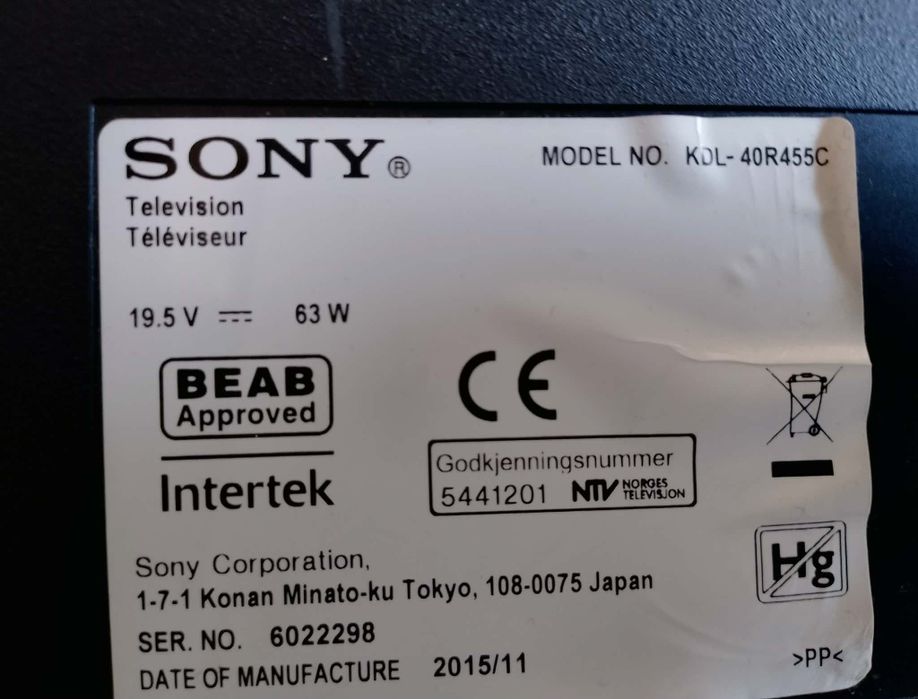 SONY®
MODEL NO. KDL-40R455C
Television
Téléviseur
19.5 V ⎓ 63 W
BEAB
Approved
Intertek
CE
Godkjenningsnummer
5441201 NTV NORGES
TELEVISJON
Hg
Sony Corporation,
1-7-1 Konan Minato-ku Tokyo, 108-0075 Japan
SER. NO. 6022298
DATE OF MANUFACTURE 2015/11
>PP<